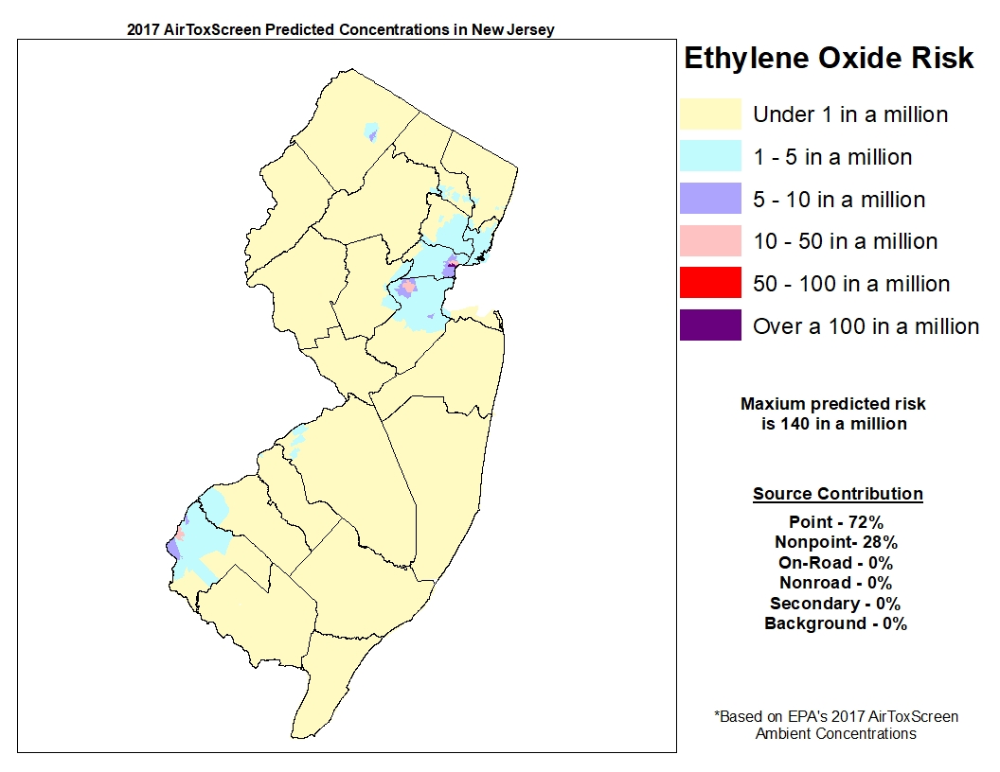 2017 AirToxScreen Predicted Concentrations in New Jersey
Ethylene Oxide Risk
Under 1 in a million
1 - 5 in a million
5 - 10 in a million
10 - 50 in a million
50 - 100 in a million
Over a 100 in a million
Maxium predicted risk
is 140 in a million
Source Contribution
Point - 72%
Nonpoint- 28%
On-Road - 0%
Nonroad - 0%
Secondary - 0%
Background - 0%
*Based on EPA's 2017 AirToxScreen
Ambient Concentrations